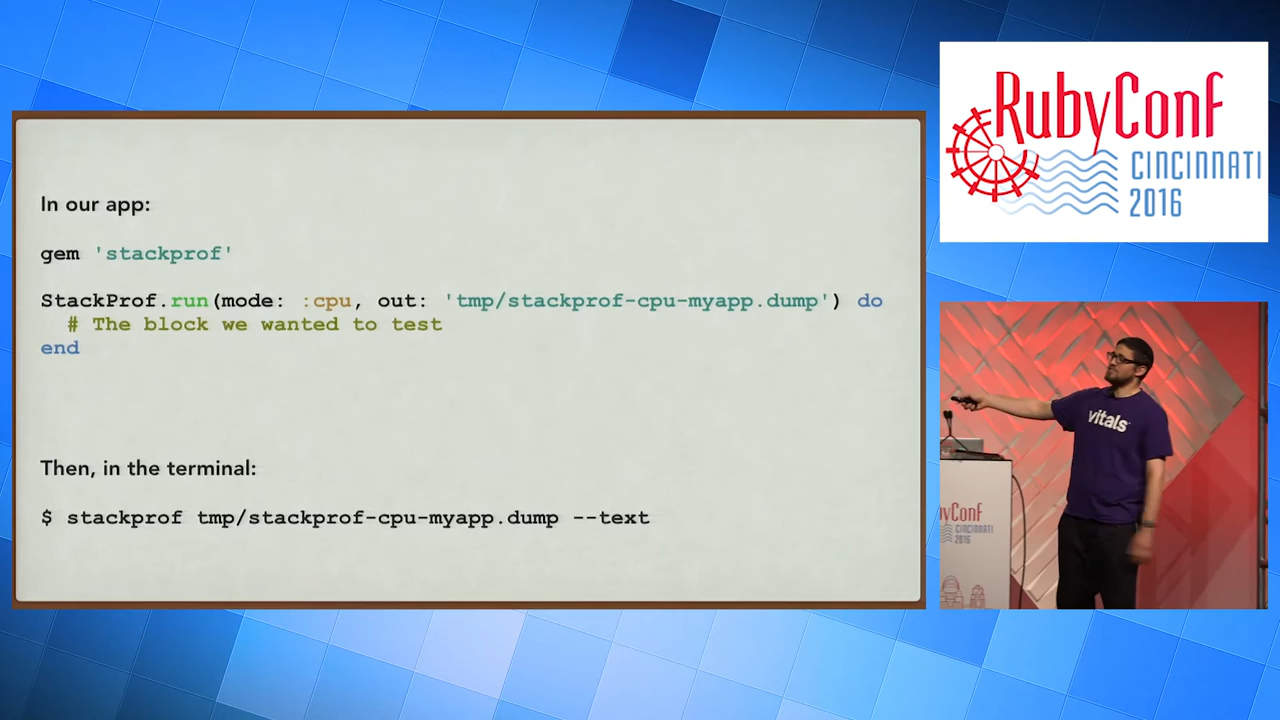 In our app:
gem 'stackprof'
StackProf.run(mode: :cpu, out: 'tmp/stackprof-cpu-myapp.dump') do
# The block we wanted to test
end
Then, in the terminal:
$ stackprof tmp/stackprof-cpu-myapp.dump --text
RubyConf
CINCINNATI
2016
vitals
byConf
CINCINNATI
2016